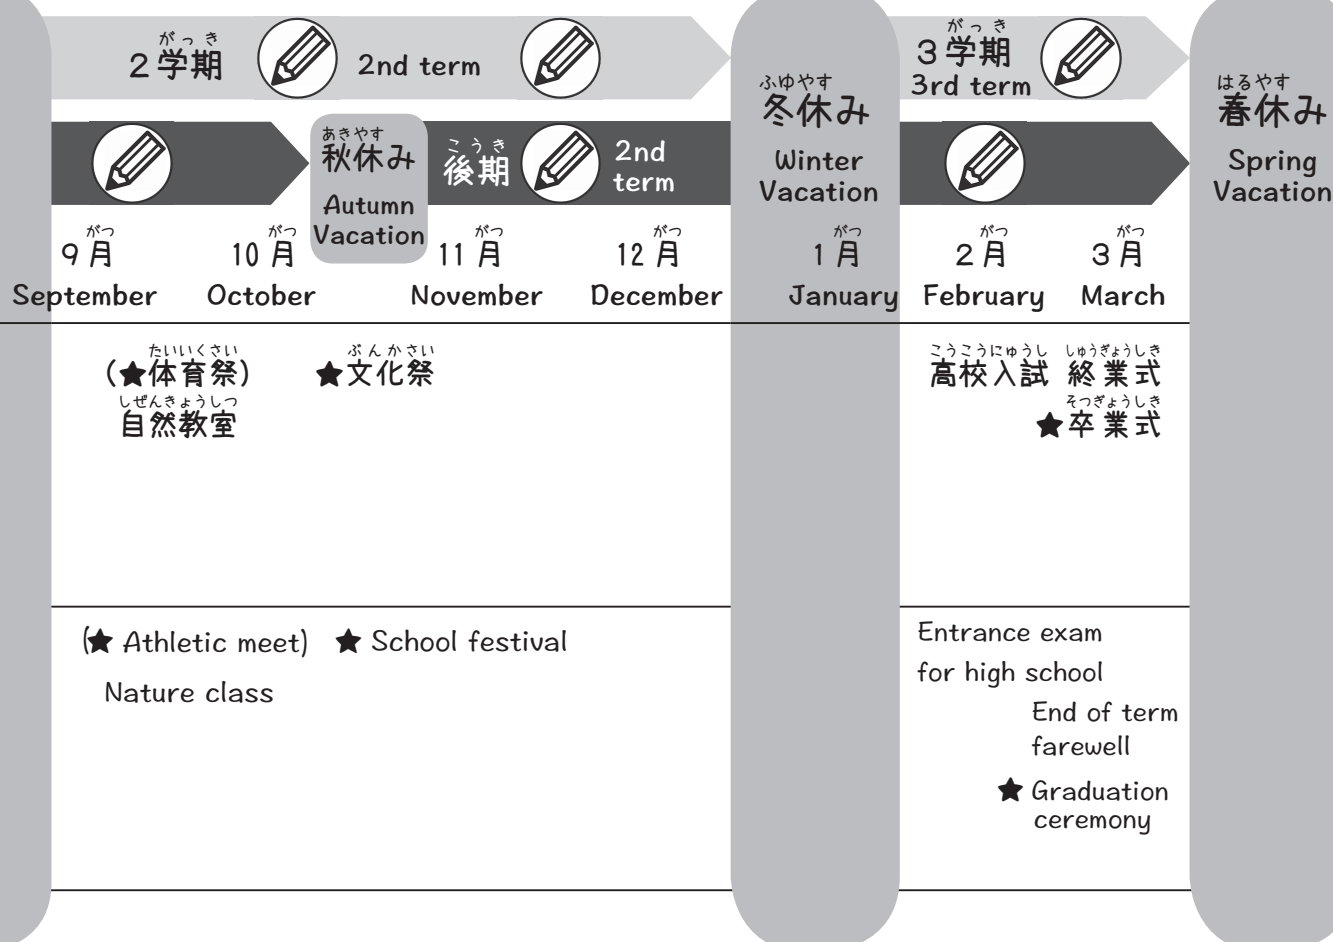 がっき
2学期
2nd term
がっき
3学期
3rd term
ふゆやす
冬休み
Winter
Vacation
はるやす
春休み
Spring
Vacation
あきやす
秋休み
Autumn
Vacation
こうき
後期
2nd
term
がつ
9月
September
がつ
10月
October
がつ
11月
November
がつ
12月
December
1月
January
がつ
2月
February
がつ
3月
March
たいいくさい
(★体育祭)
しぜんきょうしつ
自然教室
ぶんかさい
★文化祭
こうこうにゅうし
高校入試
しゅうぎょうしき
終業式
そつぎょうしき
★卒業式
(★ Athletic meet)
Nature class
★ School festival
Entrance exam
for high school
End of term
farewell
★ Graduation
ceremony